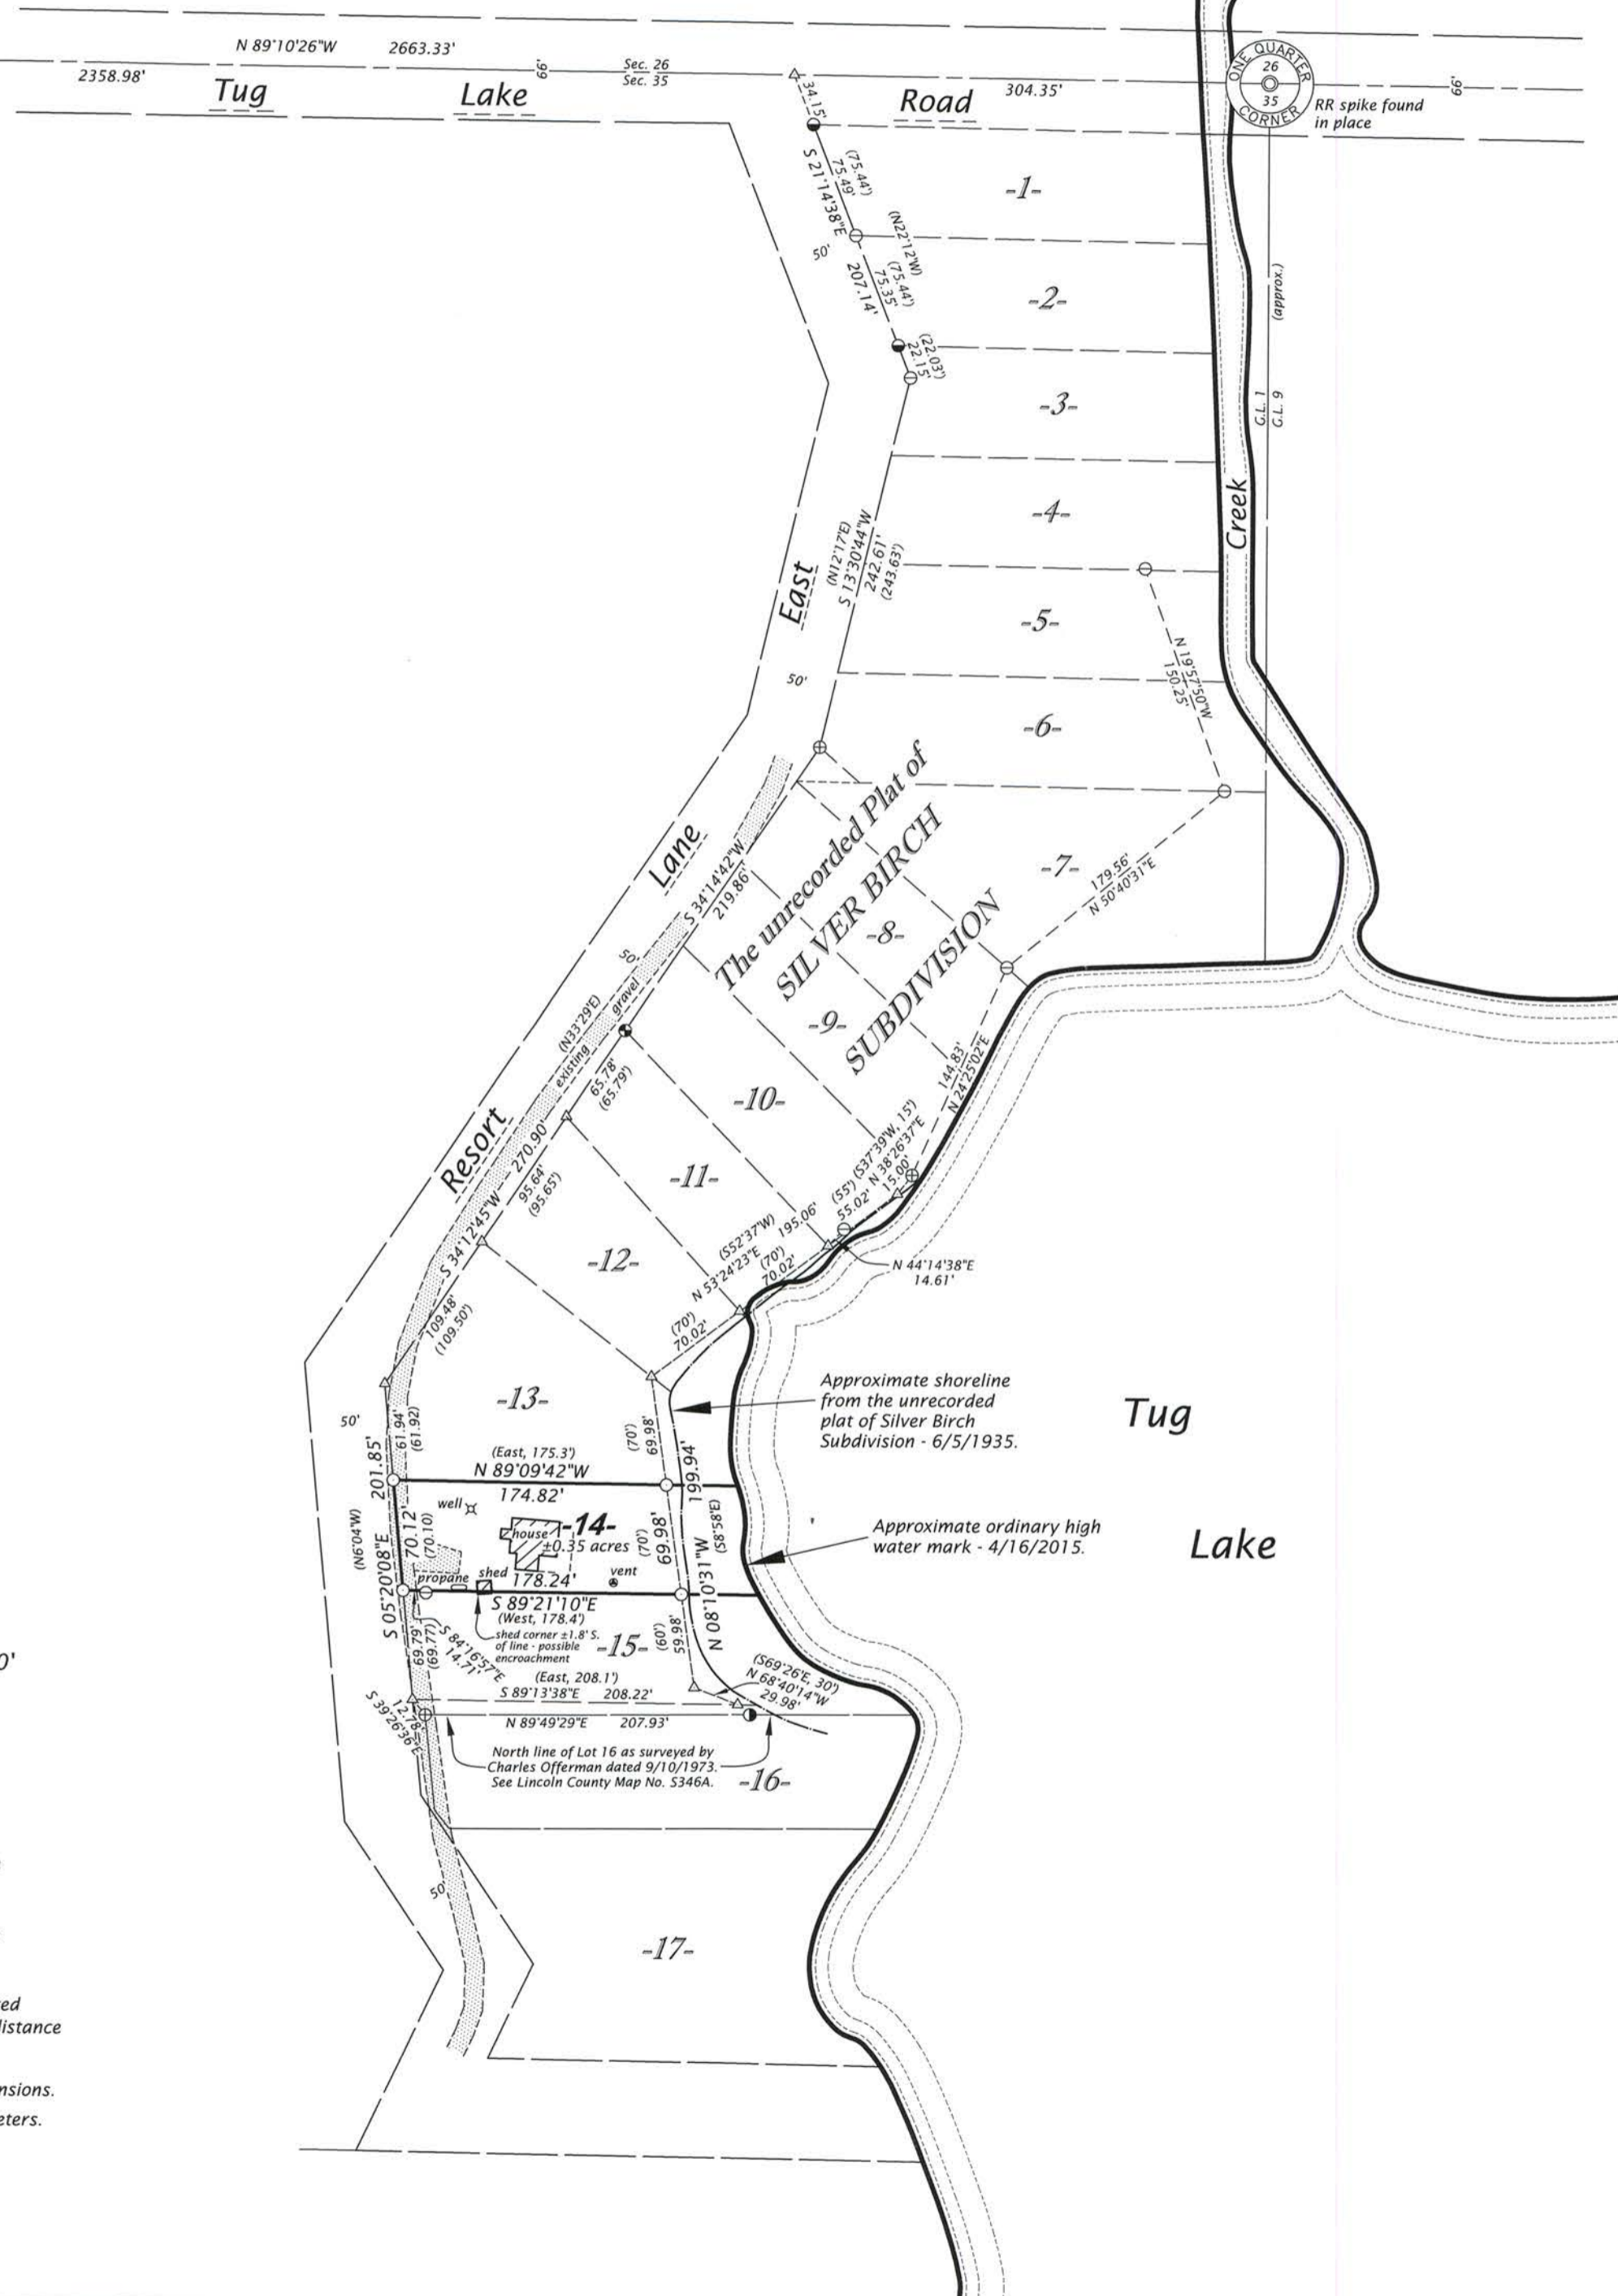 N 89°10'26"W 2663.33'
2358.98'
66'
Sec. 26
Sec. 35
Tug Lake Road
34.15'
304.35'
ONE QUARTER
26
35
CORNER
RR spike found
in place
66'
(75.44')
75.49'
S 21°14'38"E
207.14'
50'
(N22°12'W)
(75.44')
75.35'
(22.03')
22.15'
-1-
-2-
-3-
-4-
-5-
-6-
-7-
-8-
-9-
-10-
-11-
-12-
-13-
(approx.)
G.L. 1
G.L. 9
Creek
(N12°17'E)
S 13°30'44"W
242.61'
(243.63')
East
50'
N 19°57'50"W
150.25'
The unrecorded Plat of
SILVER BIRCH
SUBDIVISION
179.56'
N 50°40'31"E
Lane
S 34°14'42"W
219.86'
50'
existing gravel
(N33°29'E)
65.78'
(65.79')
Resort
S 34°12'45"W 270.90'
95.64'
(95.65')
109.48'
(109.50')
144.83'
N 24°25'02"E
(55') (S37°39'W, 15')
55.02' N 38°26'37"E
15.00'
(S52°37'W) 195.06'
N 53°24'23"E (70')
70.02'
N 44°14'38"E
14.61'
(70')
70.02'
Approximate shoreline
from the unrecorded
plat of Silver Birch
Subdivision - 6/5/1935.
Tug
Lake
50'
201.85'
61.94'
(61.92)
(70')
69.98'
(East, 175.3')
N 89°09'42"W
174.82'
199.94'
well
house
-14-
±0.35 acres
(N6°04'W)
S 05°20'08"E
70.12'
(70.10)
(70')
69.98'
(S8°58'E)
N 08°10'31"W
Approximate ordinary high
water mark - 4/16/2015.
propane shed 178.24' vent
S 89°21'10"E
(West, 178.4')
shed corner ±1.8' S.
of line - possible
encroachment
-15-
(60')
59.98'
69.79'
(69.77')
S 84°16'57"E
14.71'
(East, 208.1')
S 89°13'38"E 208.22'
(S69°26'E, 30')
N 68°40'14"W
29.98'
12.78'
S 39°26'36"E
N 89°49'29"E 207.93'
North line of Lot 16 as surveyed by
Charles Offerman dated 9/10/1973.
See Lincoln County Map No. S346A.
-16-
50'
-17-
0'
ed
listance
nsions.
eters.